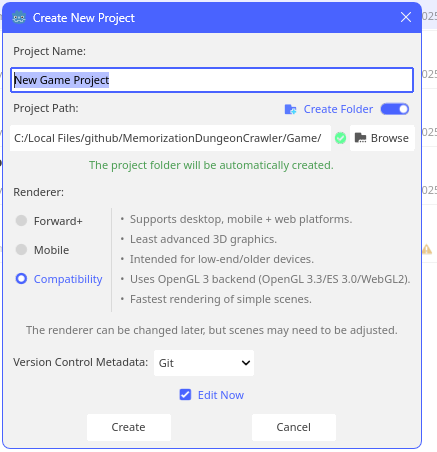 Create New Project
Project Name:
New Game Project
Project Path:
Create Folder
C:/Local Files/github/MemorizationDungeonCrawler/Game/
Browse
The project folder will be automatically created.
Renderer:
Forward+
Mobile
Compatibility
• Supports desktop, mobile + web platforms.
• Least advanced 3D graphics.
• Intended for low-end/older devices.
• Uses OpenGL 3 backend (OpenGL 3.3/ES 3.0/WebGL2).
• Fastest rendering of simple scenes.
The renderer can be changed later, but scenes may need to be adjusted.
Version Control Metadata:
Git
Edit Now
Create
Cancel
025
025
025
025